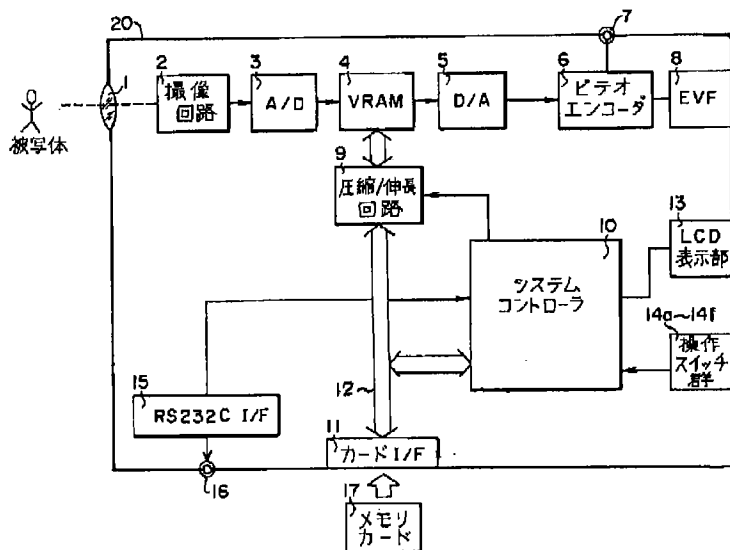 20
7
1
2
3
4
5
6
8
撮像
回路
A/D
VRAM
D/A
ビデオ
エンコーダ
EVF
被写体
9
圧縮/伸長
回路
10
システム
コントローラ
13
LCD
表示部
14a~14f
操作
スイッチ
群
15
RS232C I/F
12~
11
カード I/F
16
17
メモリ
カード